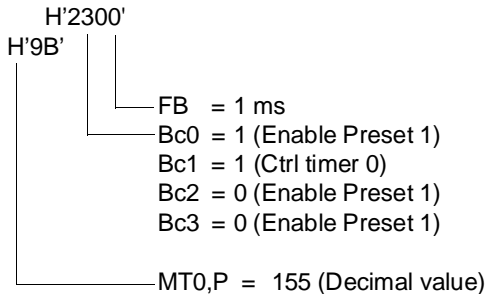 H’2300'
H’9B’
FB = 1 ms
Bc0 = 1 (Enable Preset 1)
Bc1 = 1 (Ctrl timer 0)
Bc2 = 0 (Enable Preset 1)
Bc3 = 0 (Enable Preset 1)
MT0,P = 155 (Decimal value)